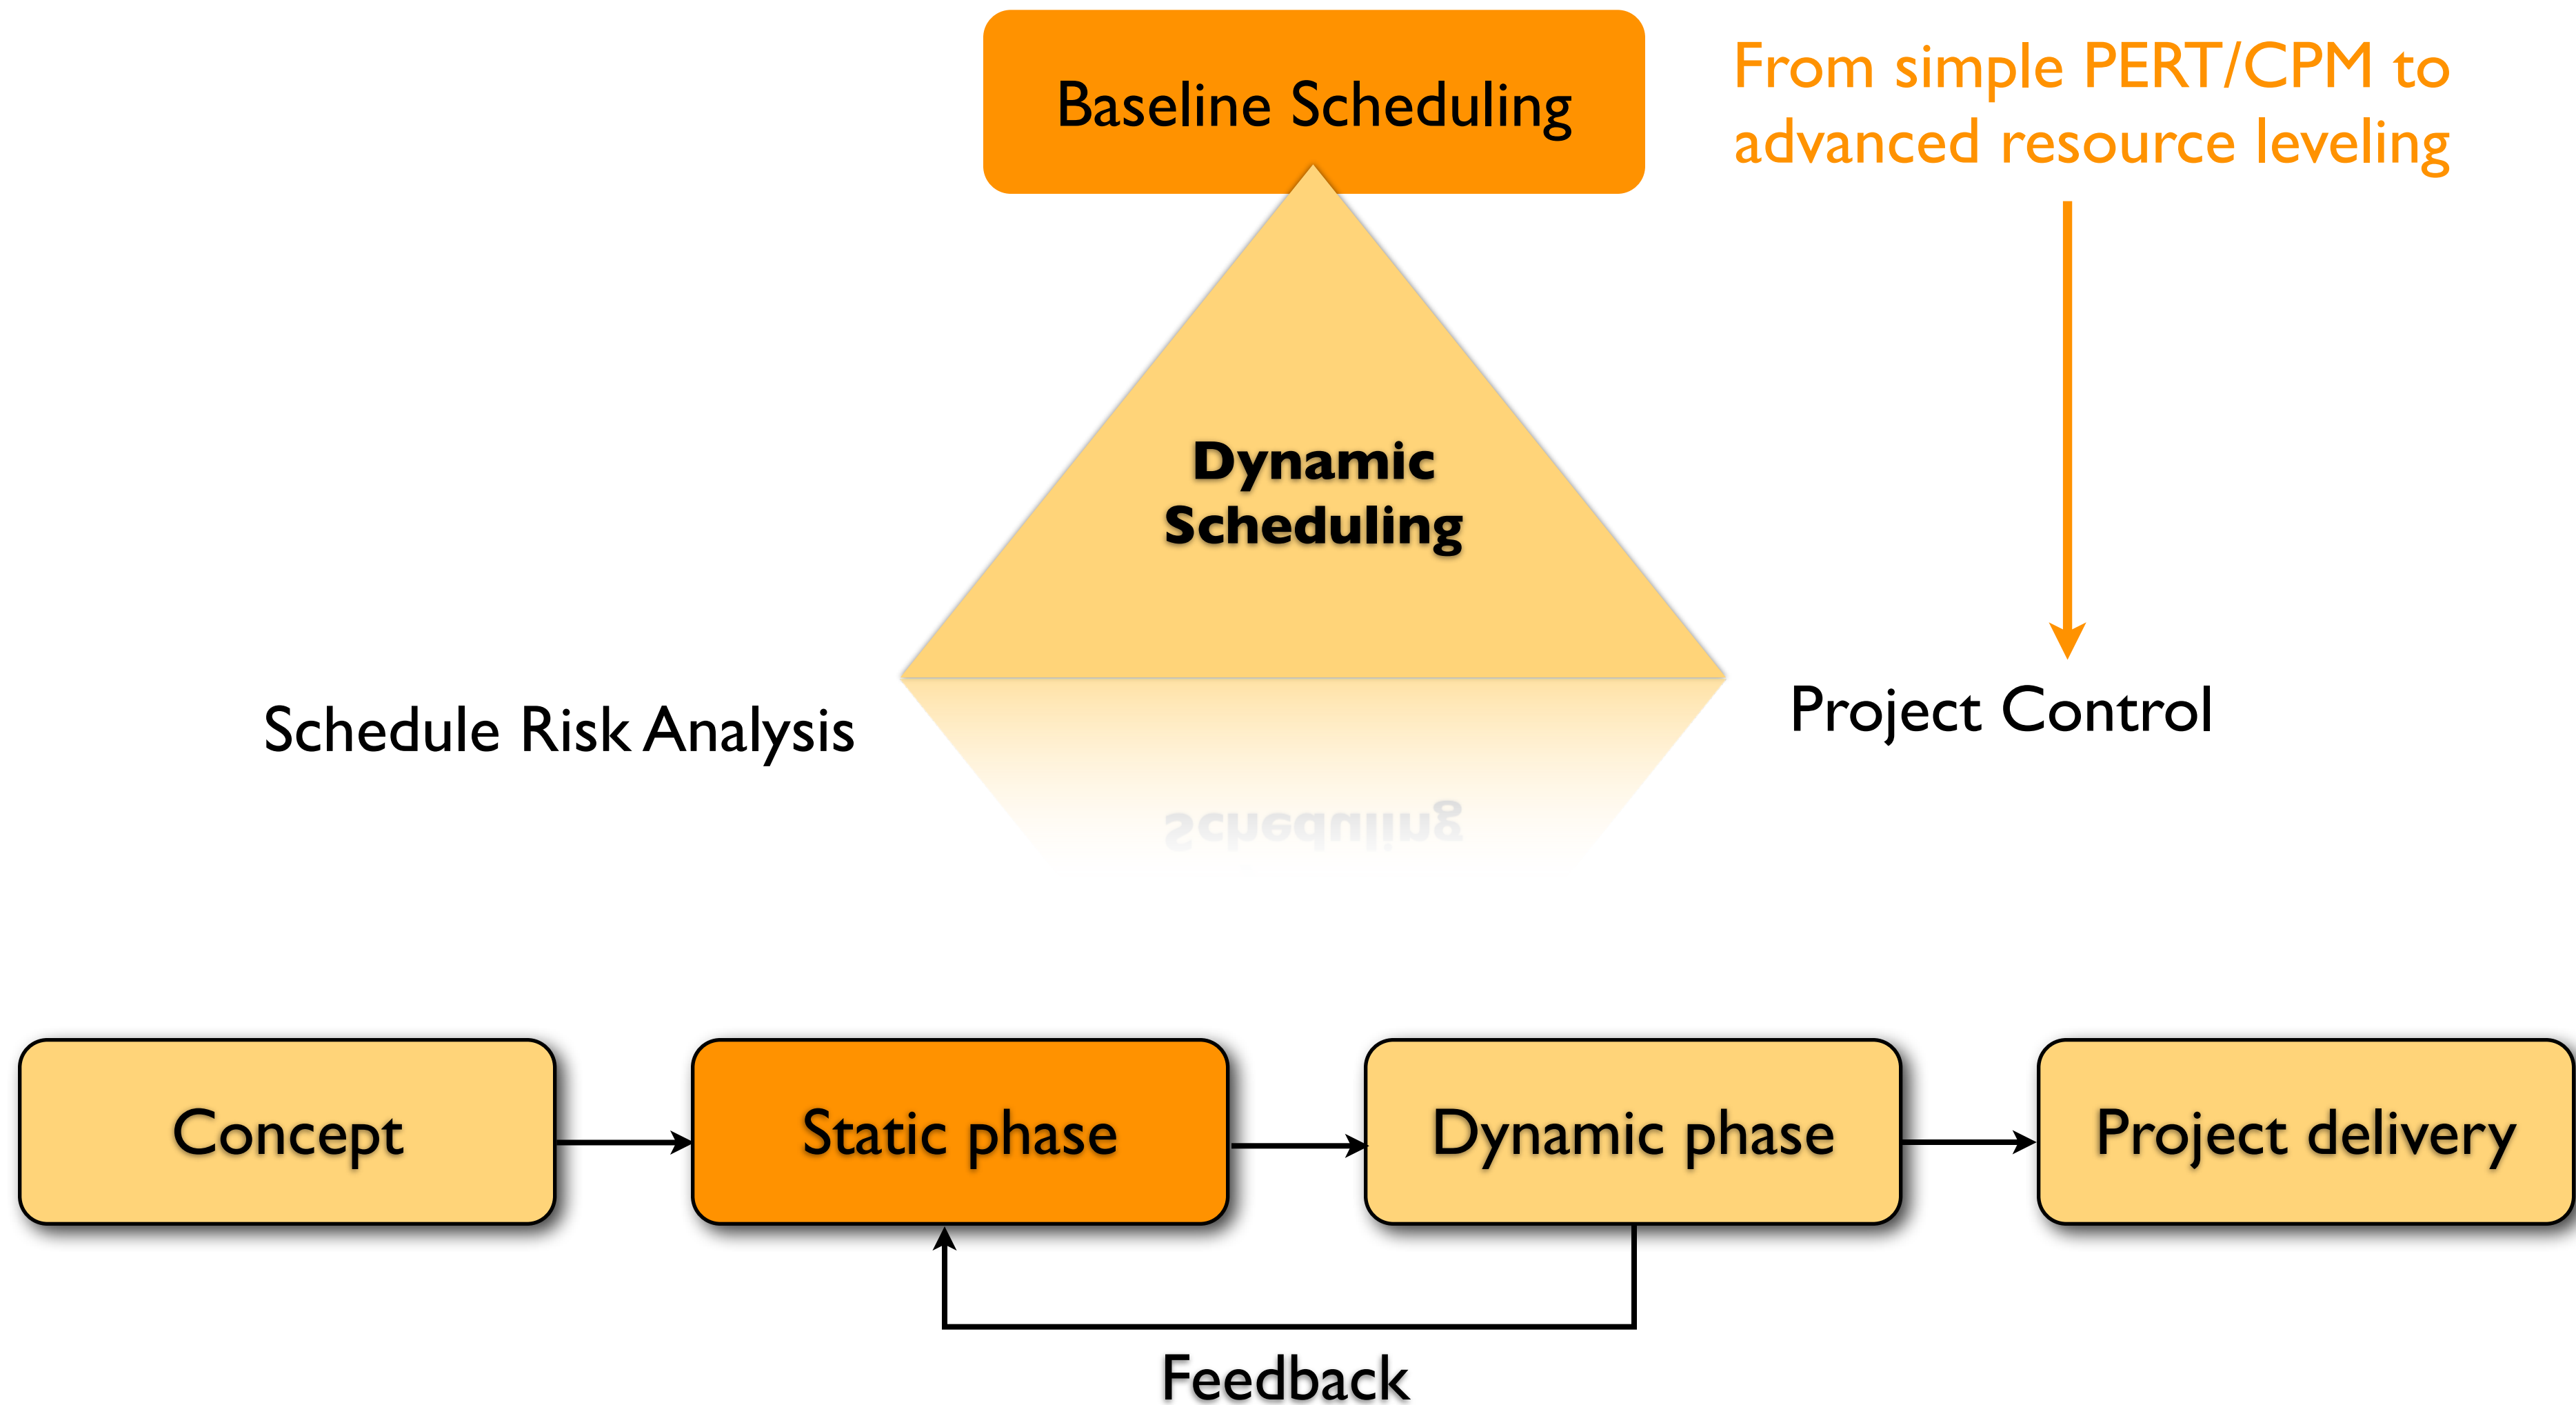 Baseline Scheduling
From simple PERT/CPM to
advanced resource leveling
Dynamic
Scheduling
Schedule Risk Analysis
Project Control
Scheduling
Concept
Static phase
Dynamic phase
Project delivery
Feedback